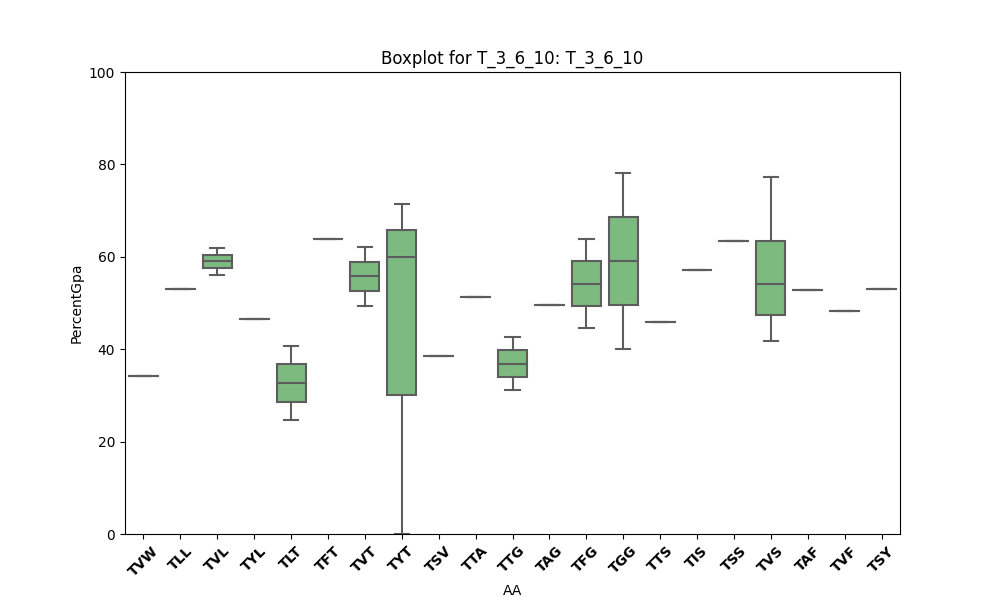 Boxplot for T_3_6_10: T_3_6_10
100
80
60
40
20
0
PercentGpa
TVW TLL TVL TYL TLT TFT TVT TYT TSV TTA TTG TAG TFG TGG TTS TIS TSS TVS TAF TVF TSY
AA